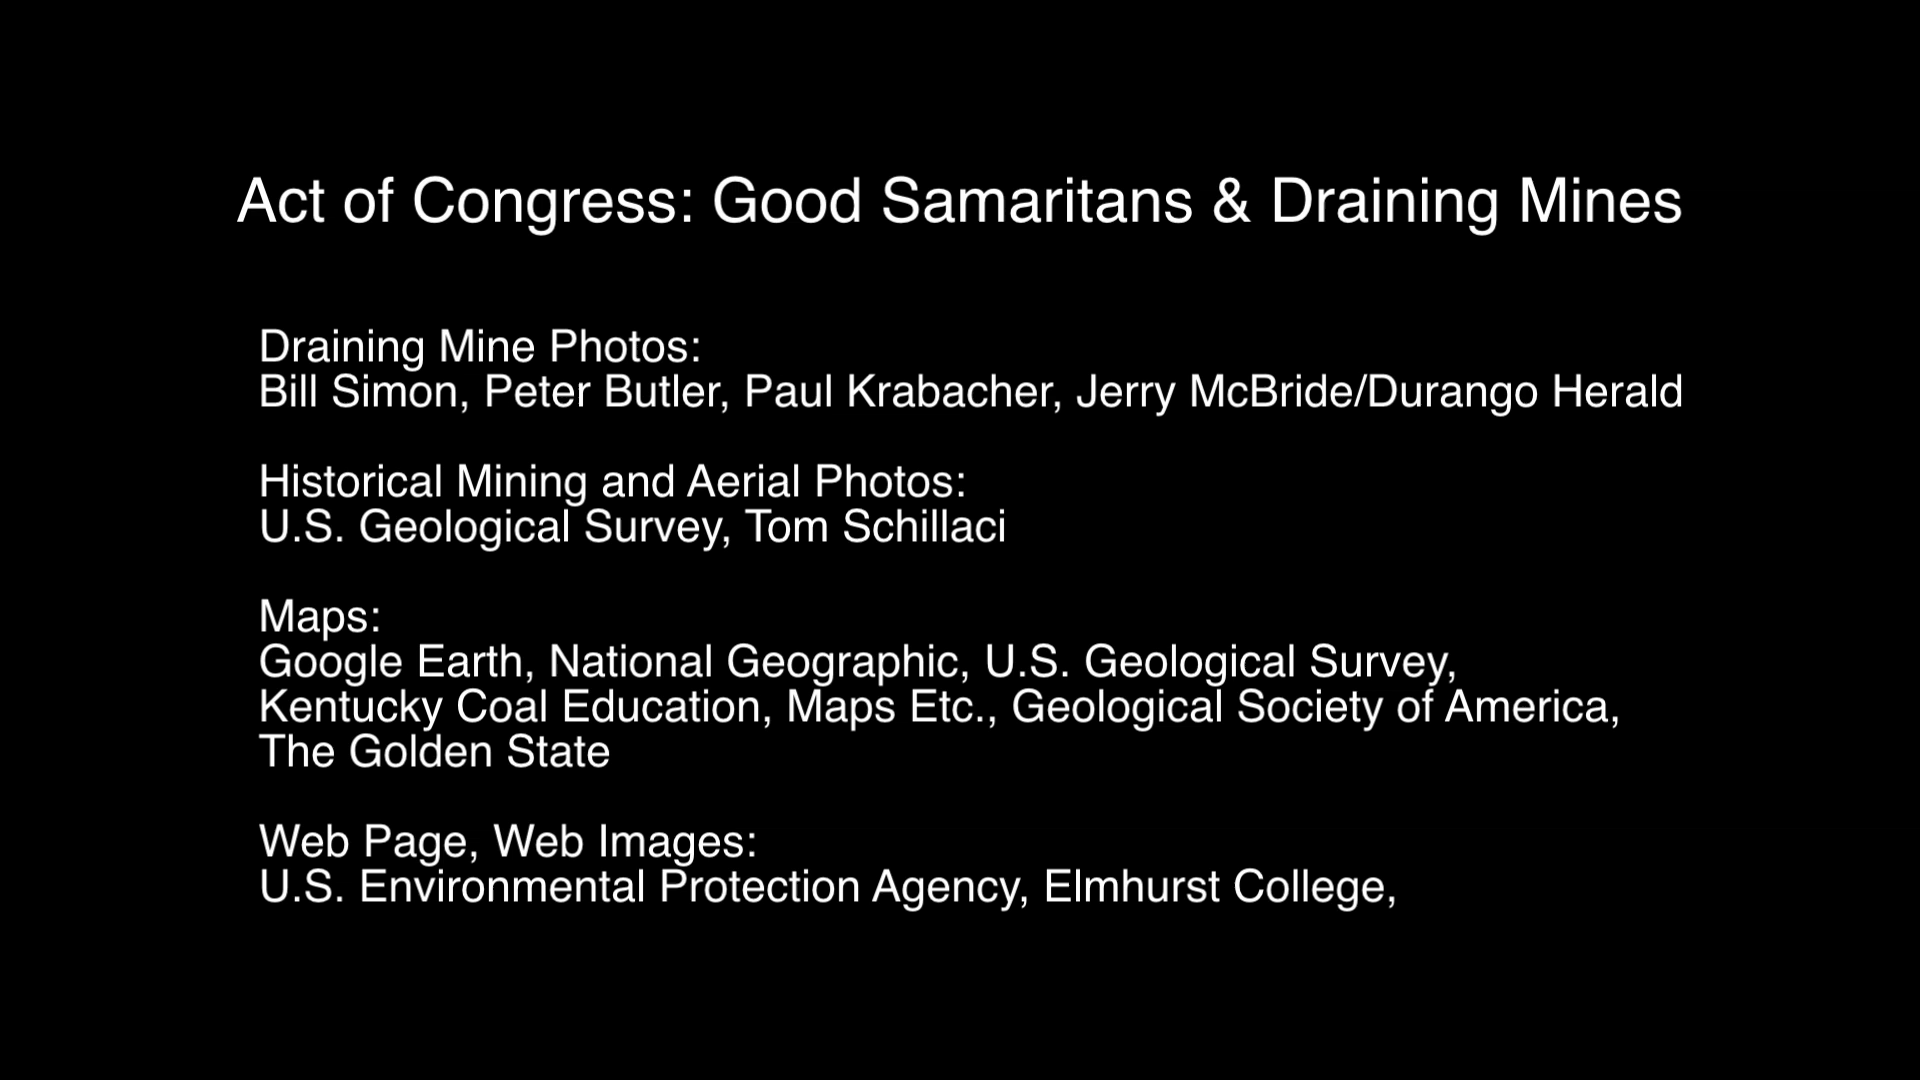 Act of Congress: Good Samaritans & Draining Mines
Draining Mine Photos:
Bill Simon, Peter Butler, Paul Krabacher, Jerry McBride/Durango Herald
Historical Mining and Aerial Photos:
U.S. Geological Survey, Tom Schillaci
Maps:
Google Earth, National Geographic, U.S. Geological Survey,
Kentucky Coal Education, Maps Etc., Geological Society of America,
The Golden State
Web Page, Web Images:
U.S. Environmental Protection Agency, Elmhurst College,